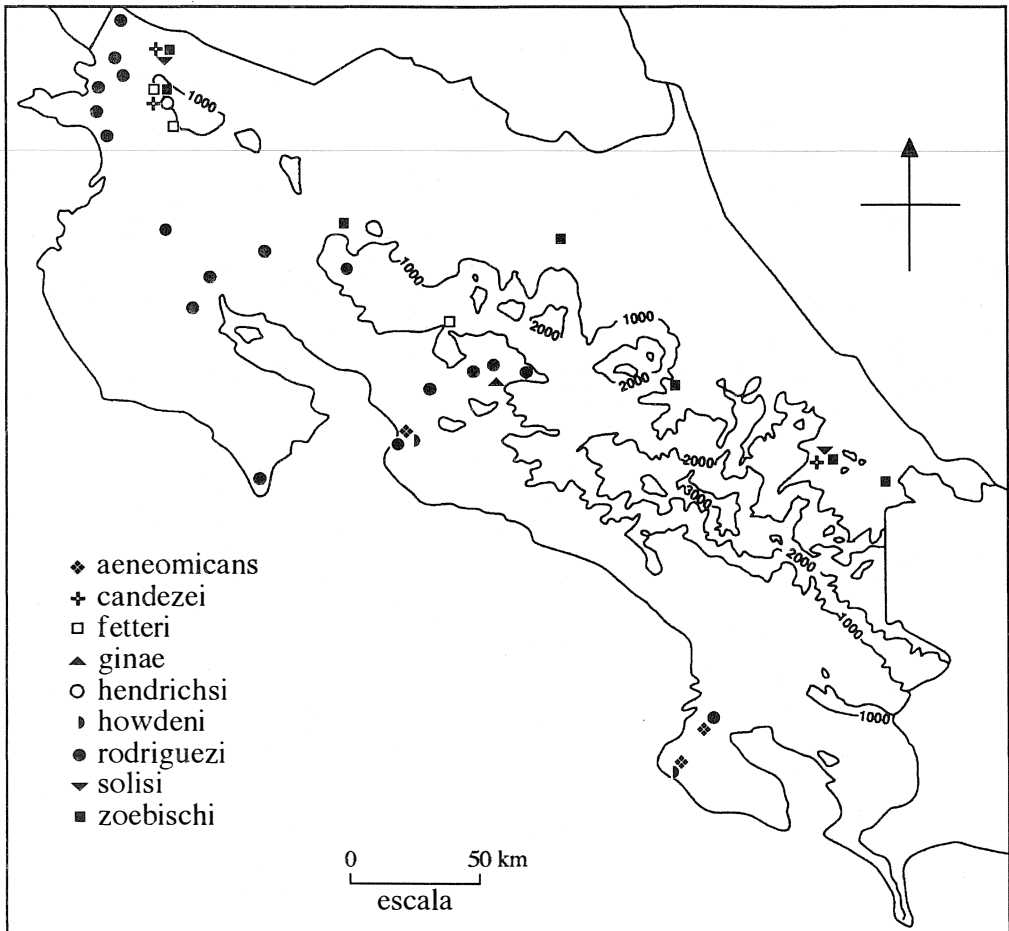 1000
1000
2000
1000
2000
2000
3000
2000
1000
1000
aeneomicans
candezei
fetteri
ginae
hendrichsi
howdeni
rodriguezi
solisi
zoebischi
0 50 km
escala